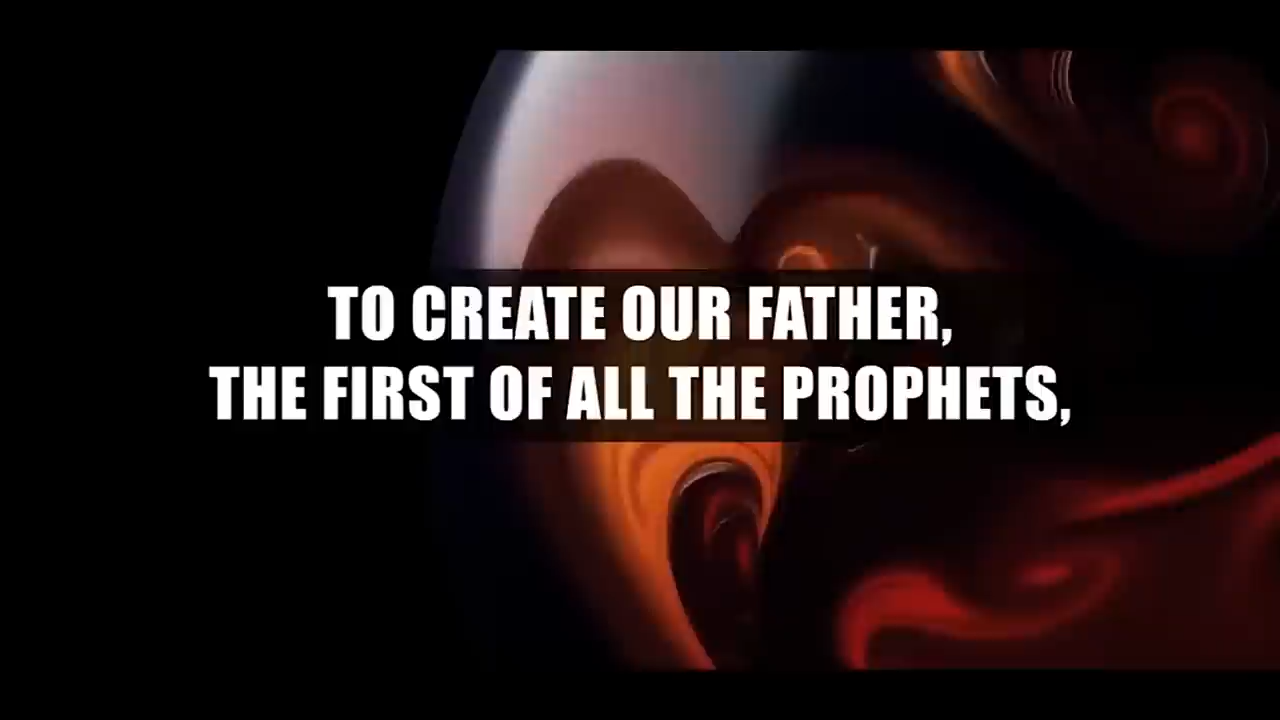 TO CREATE OUR FATHER,
THE FIRST OF ALL THE PROPHETS,